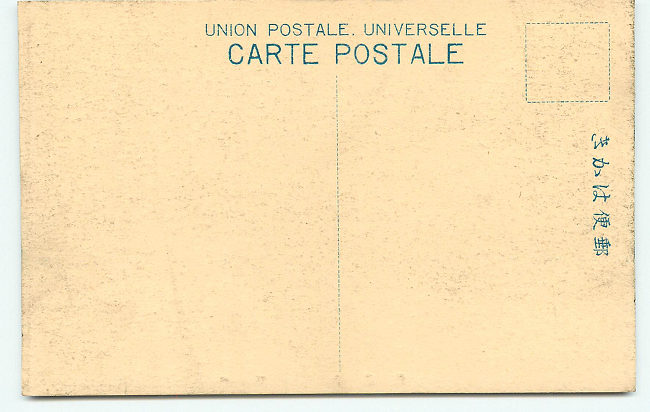 UNION POSTALE. UNIVERSELLE
CARTE POSTALE
きかは便郵